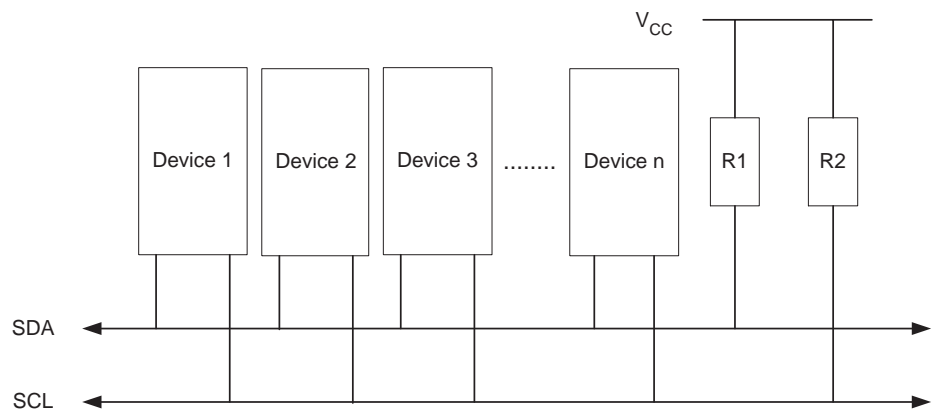 VCC
Device 1 Device 2 Device 3 ........ Device n R1 R2
SDA
SCL